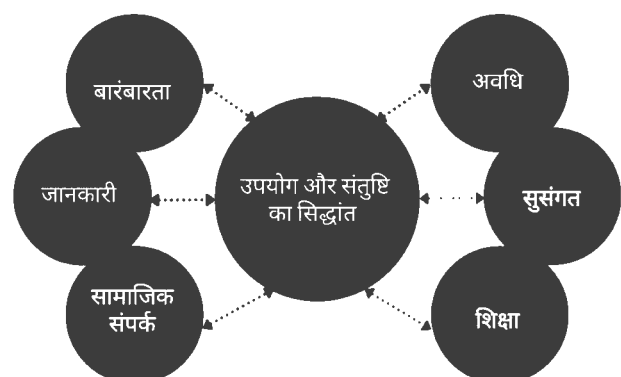 बारंबारता
अवधि
जानकारी
उपयोग और संतुष्टि
का सिद्धांत
सुसंगत
सामाजिक
संपर्क
शिक्षा